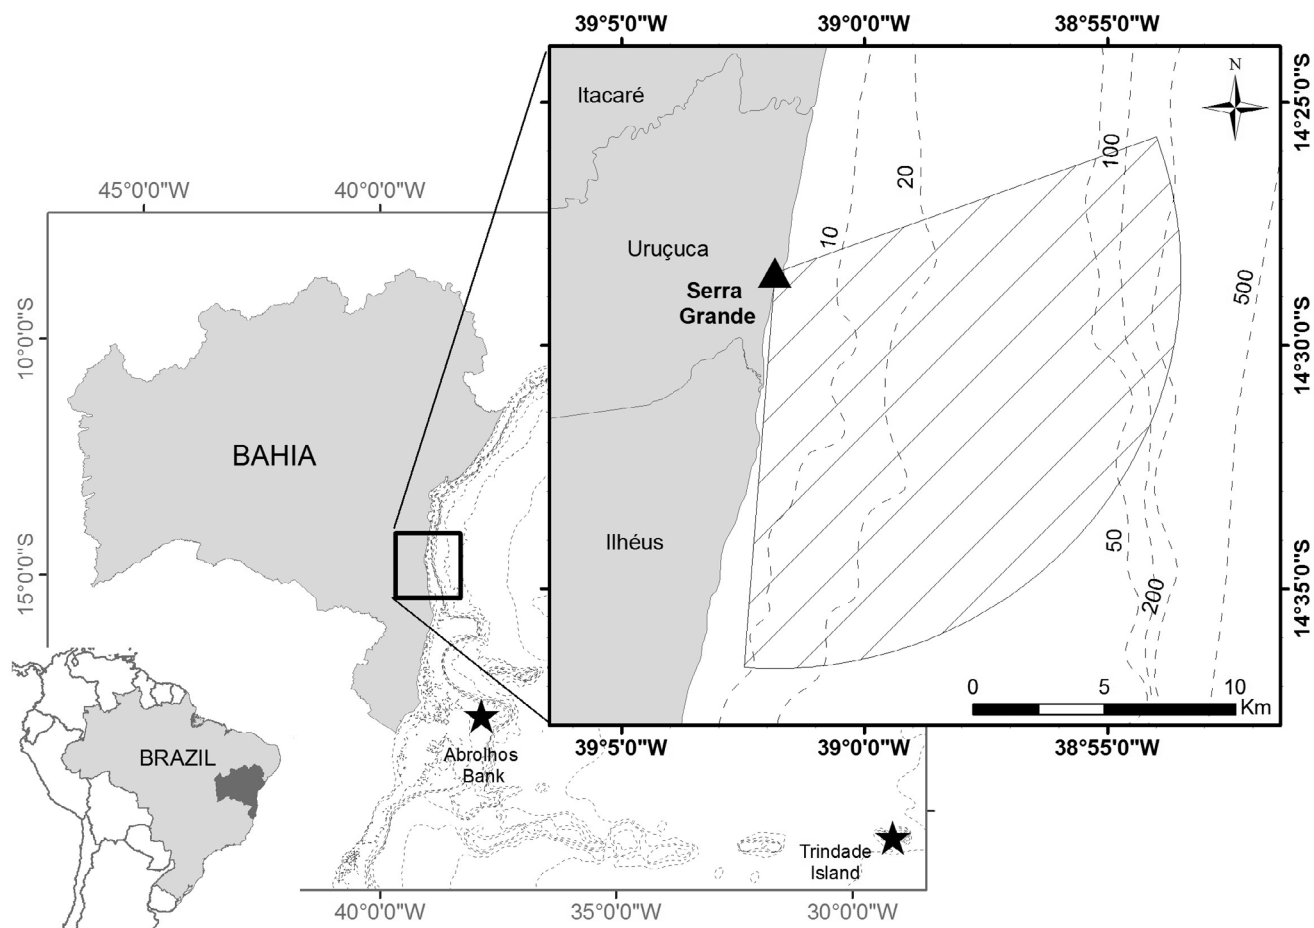 39°5'0"W
39°0'0"W
38°55'0"W
N
14°25'0"S
14°30'0"S
14°35'0"S
Itacaré
Uruçuca
Serra
Grande
Ilhéus
10
20
100
500
50
200
0
5
10
Km
39°5'0"W
39°0'0"W
38°55'0"W
45°0'0"W
40°0'0"W
10°0'0"S
15°0'0"S
BAHIA
Abrolhos
Bank
Trindade
Island
BRAZIL
40°0'0"W
35°0'0"W
30°0'0"W